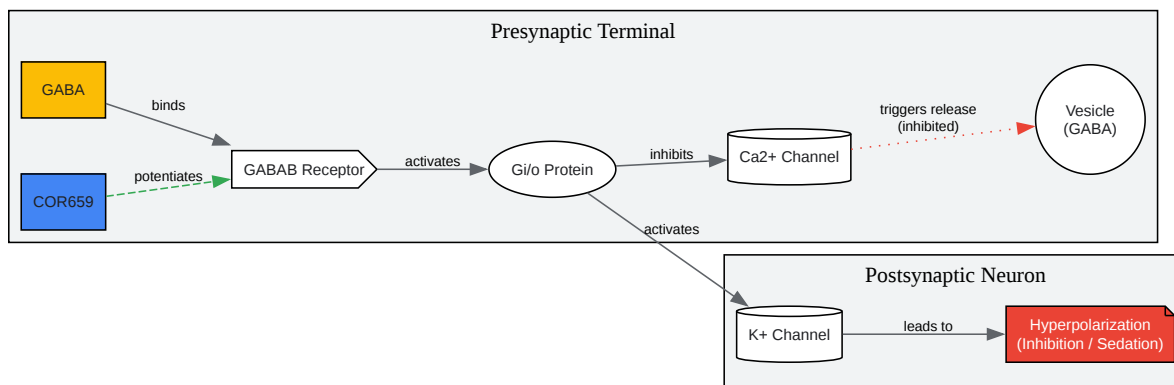 Presynaptic Terminal
GABA
binds
COR659
potentiates
GABAB Receptor
activates
Gi/o Protein
inhibits
Ca2+ Channel
triggers release
(inhibited)
Vesicle
(GABA)
activates
Postsynaptic Neuron
K+ Channel
leads to
Hyperpolarization
(Inhibition / Sedation)